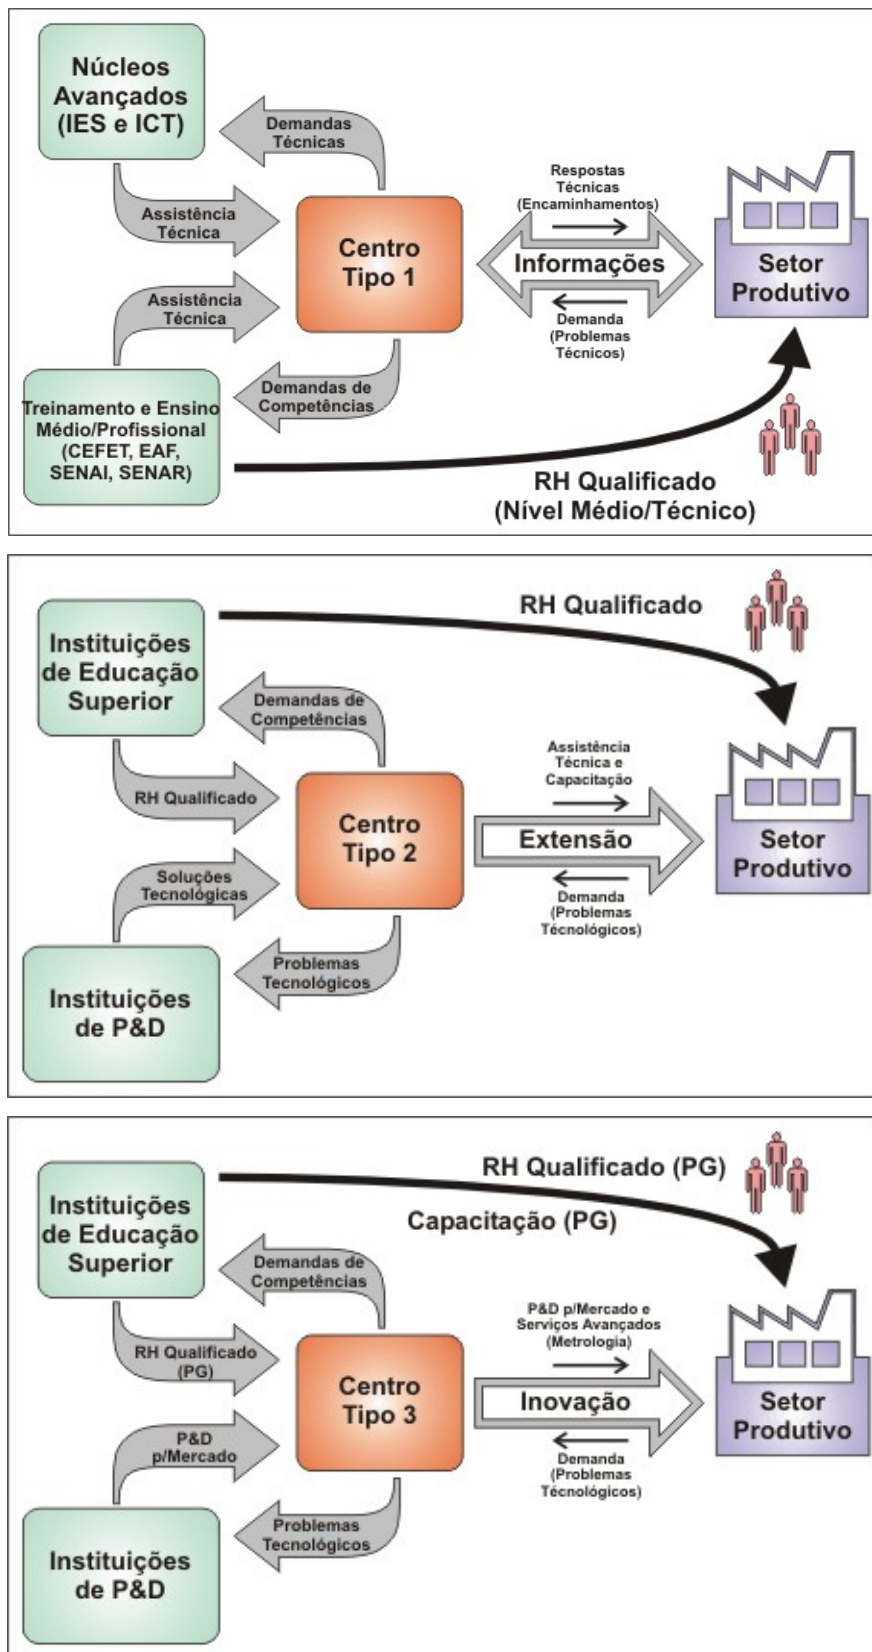 Núcleos
Avançados
(IES e ICT)
Demandas
Técnicas
Assistência
Técnica
Centro
Tipo 1
Respostas
Técnicas
(Encaminhamentos)
Informações
Demanda
(Problemas
Técnicos)
Setor
Produtivo
Assistência
Técnica
Demandas de
Competências
Treinamento e Ensino
Médio/Profissional
(CEFET, EAF,
SENAI, SENAR)
RH Qualificado
(Nível Médio/Técnico)
RH Qualificado
Instituições
de Educação
Superior
Demandas de
Competências
RH Qualificado
Centro
Tipo 2
Assistência
Técnica e
Capacitação
Extensão
Demanda
(Problemas
Técnológicos)
Setor
Produtivo
Soluções
Tecnológicas
Problemas
Tecnológicos
Instituições
de P&D
RH Qualificado (PG)
Capacitação (PG)
Instituições
de Educação
Superior
Demandas de
Competências
RH Qualificado
(PG)
Centro
Tipo 3
P&D p/Mercado e
Serviços Avançados
(Metrologia)
Inovação
Demanda
(Problemas
Técnológicos)
Setor
Produtivo
P&D
p/Mercado
Problemas
Tecnológicos
Instituições
de P&D